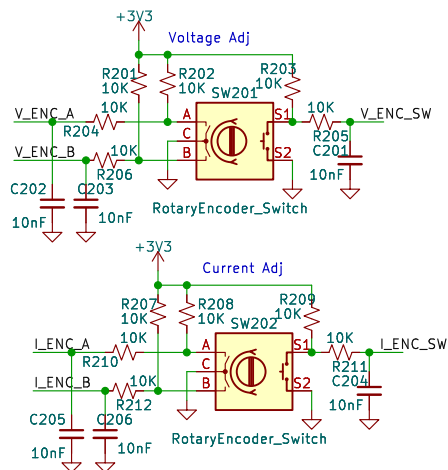 +3V3
Voltage Adj
R201
10K
R202
10K
R203
10K
SW201
V_ENC_A
10K
R204
A
C
B
S1
S2
10K
R205
V_ENC_SW
V_ENC_B
10K
R206
C201
10nF
C202
10nF
C203
10nF
RotaryEncoder_Switch
+3V3
Current Adj
R207
10K
R208
10K
R209
10K
SW202
I_ENC_A
10K
R210
A
C
B
S1
S2
10K
R211
I_ENC_SW
I_ENC_B
10K
R212
C204
10nF
C205
10nF
C206
10nF
RotaryEncoder_Switch